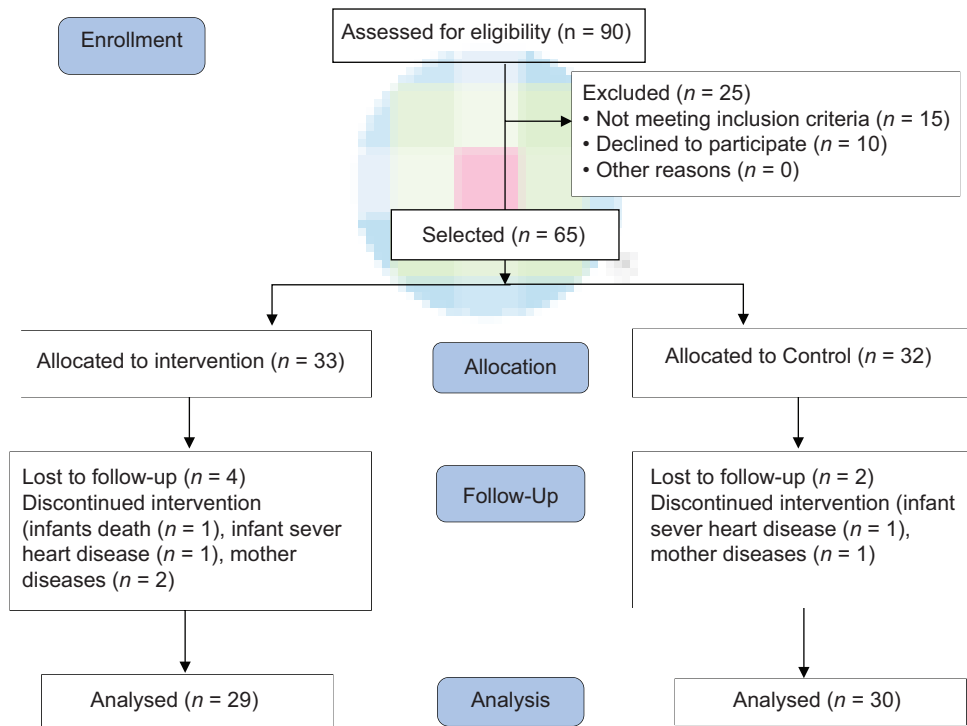 Enrollment
Assessed for eligibility (n = 90)
Excluded (n = 25)
• Not meeting inclusion criteria (n = 15)
• Declined to participate (n = 10)
• Other reasons (n = 0)
Selected (n = 65)
Allocated to intervention (n = 33)
Allocation
Allocated to Control (n = 32)
Lost to follow-up (n = 4)
Discontinued intervention
(infants death (n = 1), infant sever
heart disease (n = 1), mother
diseases (n = 2)
Follow-Up
Lost to follow-up (n = 2)
Discontinued intervention (infant
sever heart disease (n = 1),
mother diseases (n = 1)
Analysed (n = 29)
Analysis
Analysed (n = 30)